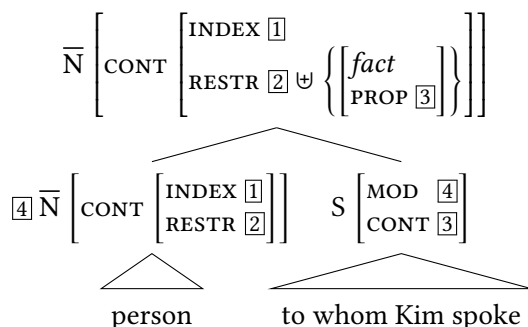 N̅ [CONT [INDEX 1
RESTR 2 ⊎ {[fact
PROP 3]}]]
4 N̅ [CONT [INDEX 1
RESTR 2]] S [MOD 4
CONT 3]
person to whom Kim spoke